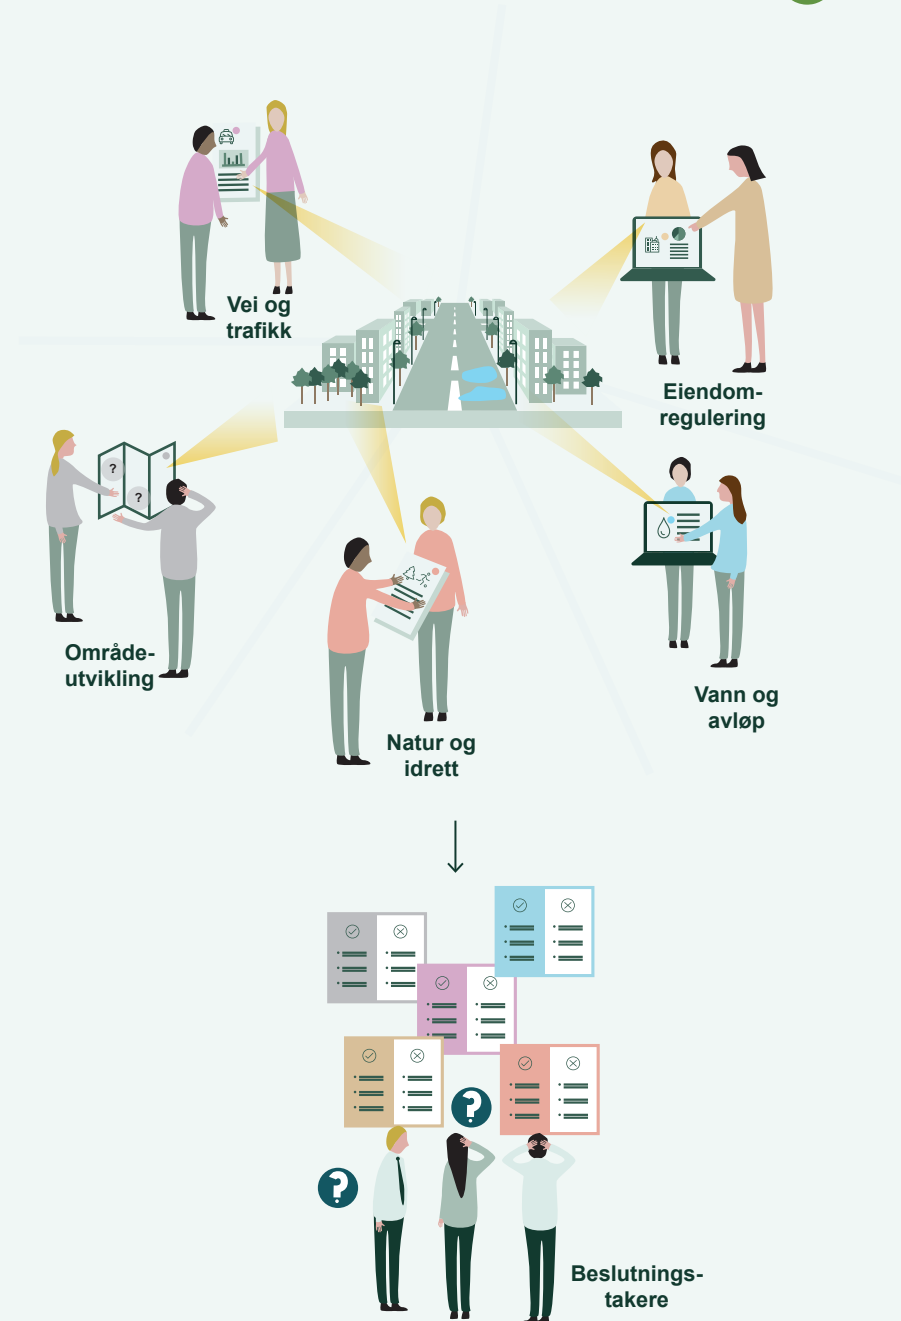 Vei og
trafikk
Eiendom-
regulering
?
?
Område-
utvikling
Vann og
avløp
Natur og
idrett
?
?
Beslutnings-
takere